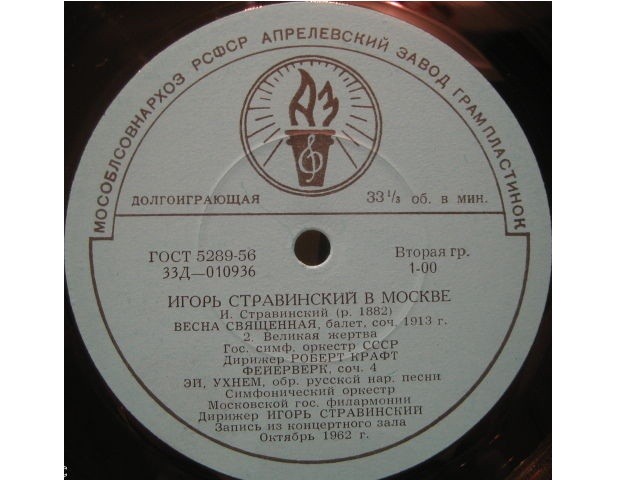 МОСОБЛСОВНАРХОЗ РСФСР АПРЕЛЕВСКИЙ ЗАВОД ГРАМПЛАСТИНОК
АЗ
ДОЛГОИГРАЮЩАЯ 33 1/3 об. в мин.
ГОСТ 5289-56 Вторая гр.
33Д—010936 1-00
ИГОРЬ СТРАВИНСКИЙ В МОСКВЕ
И. Стравинский (р. 1882)
ВЕСНА СВЯЩЕННАЯ, балет, соч. 1913 г.
2. Великая жертва
Гос. симф. оркестр СССР
Дирижер РОБЕРТ КРАФТ
ФЕЙЕРВЕРК, соч. 4
ЭЙ, УХНЕМ, обр. русской нар. песни
Симфонический оркестр
Московской гос. филармонии
Дирижер ИГОРЬ СТРАВИНСКИЙ
Запись из концертного зала
Октябрь 1962 г.